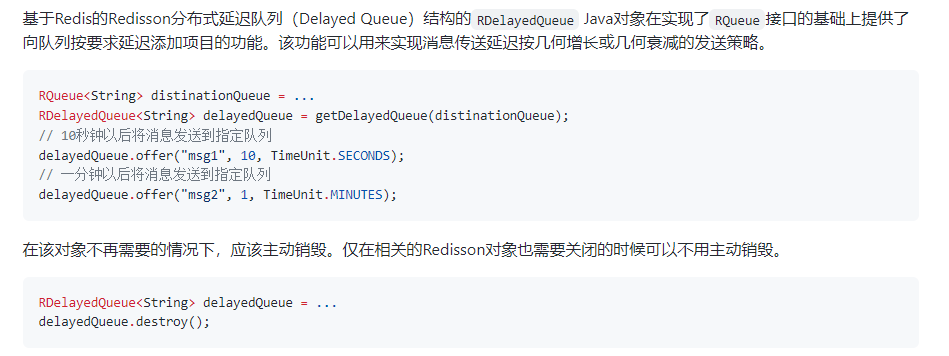 基于Redis的Redisson分布式延迟队列（Delayed Queue）结构的 RDelayedQueue Java对象在实现了 RQueue 接口的基础上提供了
向队列按要求延迟添加项目的功能。该功能可以用来实现消息传送延迟按几何增长或几何衰减的发送策略。
RQueue<String> distinationQueue = ...
RDelayedQueue<String> delayedQueue = getDelayedQueue(distinationQueue);
// 10秒钟以后将消息发送到指定队列
delayedQueue.offer("msg1", 10, TimeUnit.SECONDS);
// 一分钟以后将消息发送到指定队列
delayedQueue.offer("msg2", 1, TimeUnit.MINUTES);
在该对象不再需要的情况下，应该主动销毁。仅在相关的Redisson对象也需要关闭的时候可以不用主动销毁。
RDelayedQueue<String> delayedQueue = ...
delayedQueue.destroy();